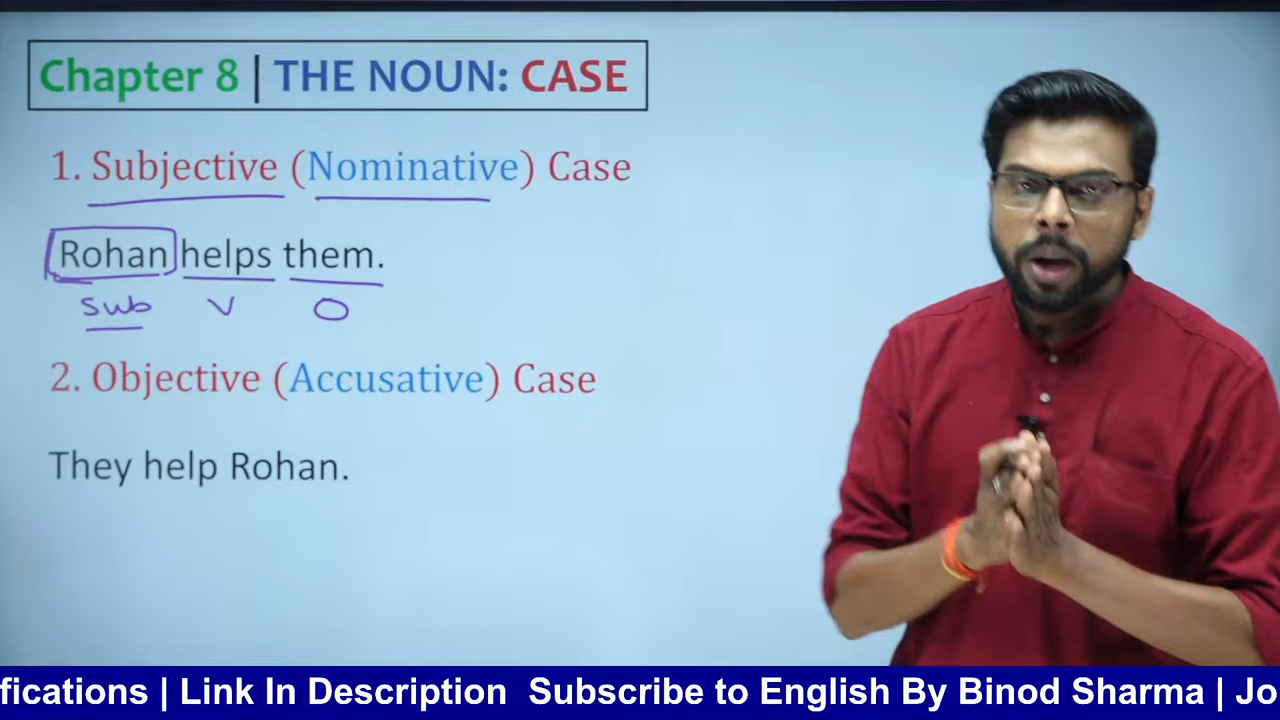 Chapter 8 | THE NOUN: CASE
1. Subjective (Nominative) Case
Rohan helps them.
Sub V O
2. Objective (Accusative) Case
They help Rohan.
fications | Link In Description Subscribe to English By Binod Sharma | Jo